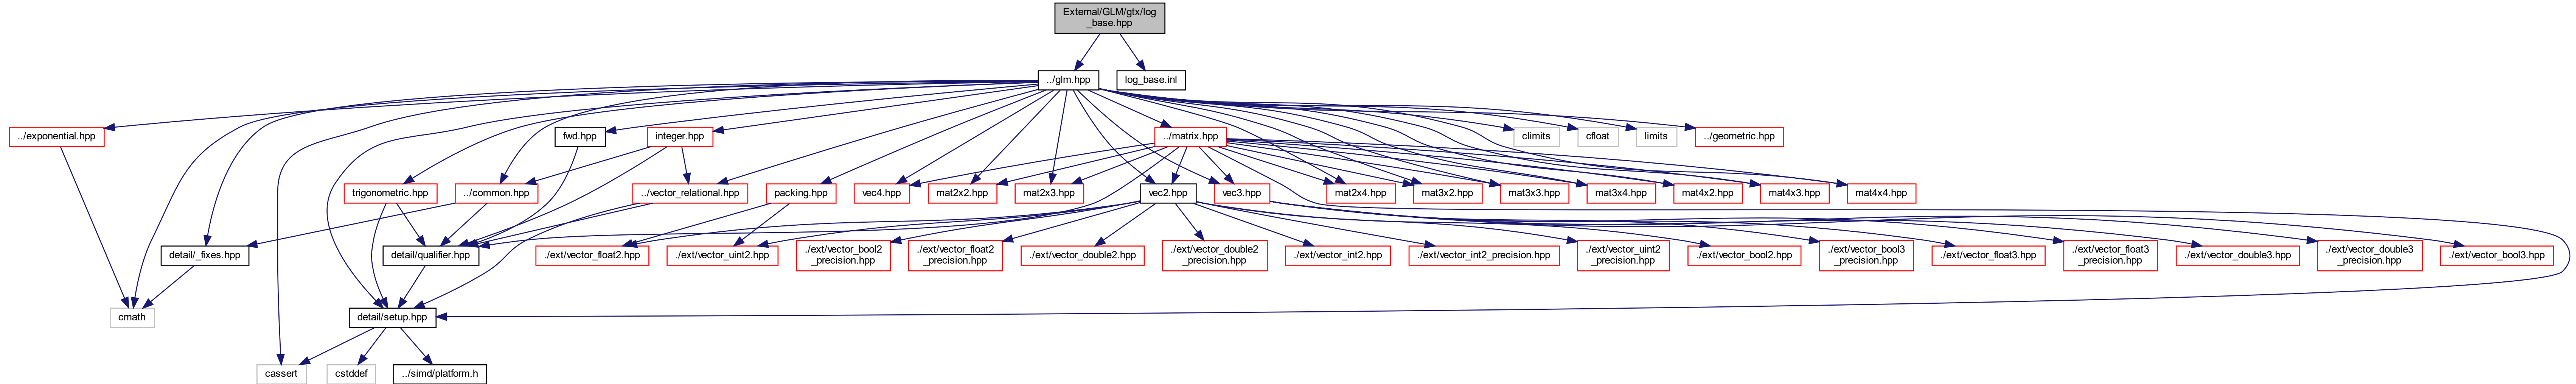 External/GLM/gtx/log
_base.hpp
../glm.hpp
log_base.inl
../exponential.hpp
fwd.hpp
integer.hpp
../matrix.hpp
climits
cfloat
limits
../geometric.hpp
trigonometric.hpp
../common.hpp
../vector_relational.hpp
packing.hpp
vec4.hpp
mat2x2.hpp
mat2x3.hpp
vec2.hpp
vec3.hpp
mat2x4.hpp
mat3x2.hpp
mat3x3.hpp
mat3x4.hpp
mat4x2.hpp
mat4x3.hpp
mat4x4.hpp
detail/_fixes.hpp
detail/qualifier.hpp
./ext/vector_float2.hpp
./ext/vector_uint2.hpp
./ext/vector_bool2
_precision.hpp
./ext/vector_float2
_precision.hpp
./ext/vector_double2.hpp
./ext/vector_double2
_precision.hpp
./ext/vector_int2.hpp
./ext/vector_int2_precision.hpp
./ext/vector_uint2
_precision.hpp
./ext/vector_bool2.hpp
./ext/vector_bool3
_precision.hpp
./ext/vector_float3.hpp
./ext/vector_float3
_precision.hpp
./ext/vector_double3.hpp
./ext/vector_double3
_precision.hpp
./ext/vector_bool3.hpp
cmath
detail/setup.hpp
cassert
cstddef
../simd/platform.h